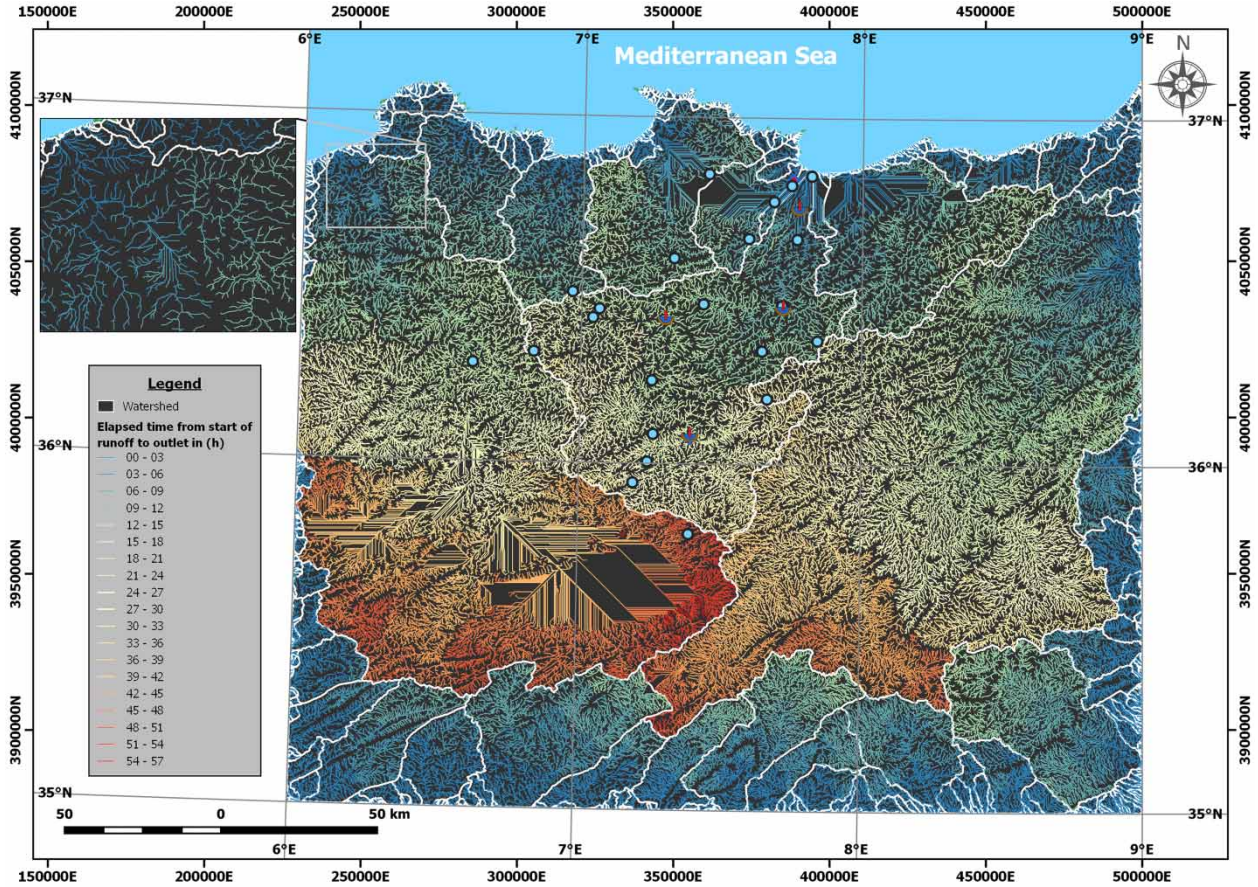 150000E 200000E 250000E 300000E 350000E 400000E 450000E 500000E
6°E 7°E 8°E 9°E
Mediterranean Sea
N
37°N 37°N
4100000N 4100000N
4050000N 4050000N
4000000N 4000000N
36°N 36°N
3950000N 3950000N
3900000N 3900000N
35°N 35°N
Legend
Watershed
Elapsed time from start of
runoff to outlet in (h)
00 - 03
03 - 06
06 - 09
09 - 12
12 - 15
15 - 18
18 - 21
21 - 24
24 - 27
27 - 30
30 - 33
33 - 36
36 - 39
39 - 42
42 - 45
45 - 48
48 - 51
51 - 54
54 - 57
50 0 50 km
6°E 7°E 8°E 9°E
150000E 200000E 250000E 300000E 350000E 400000E 450000E 500000E